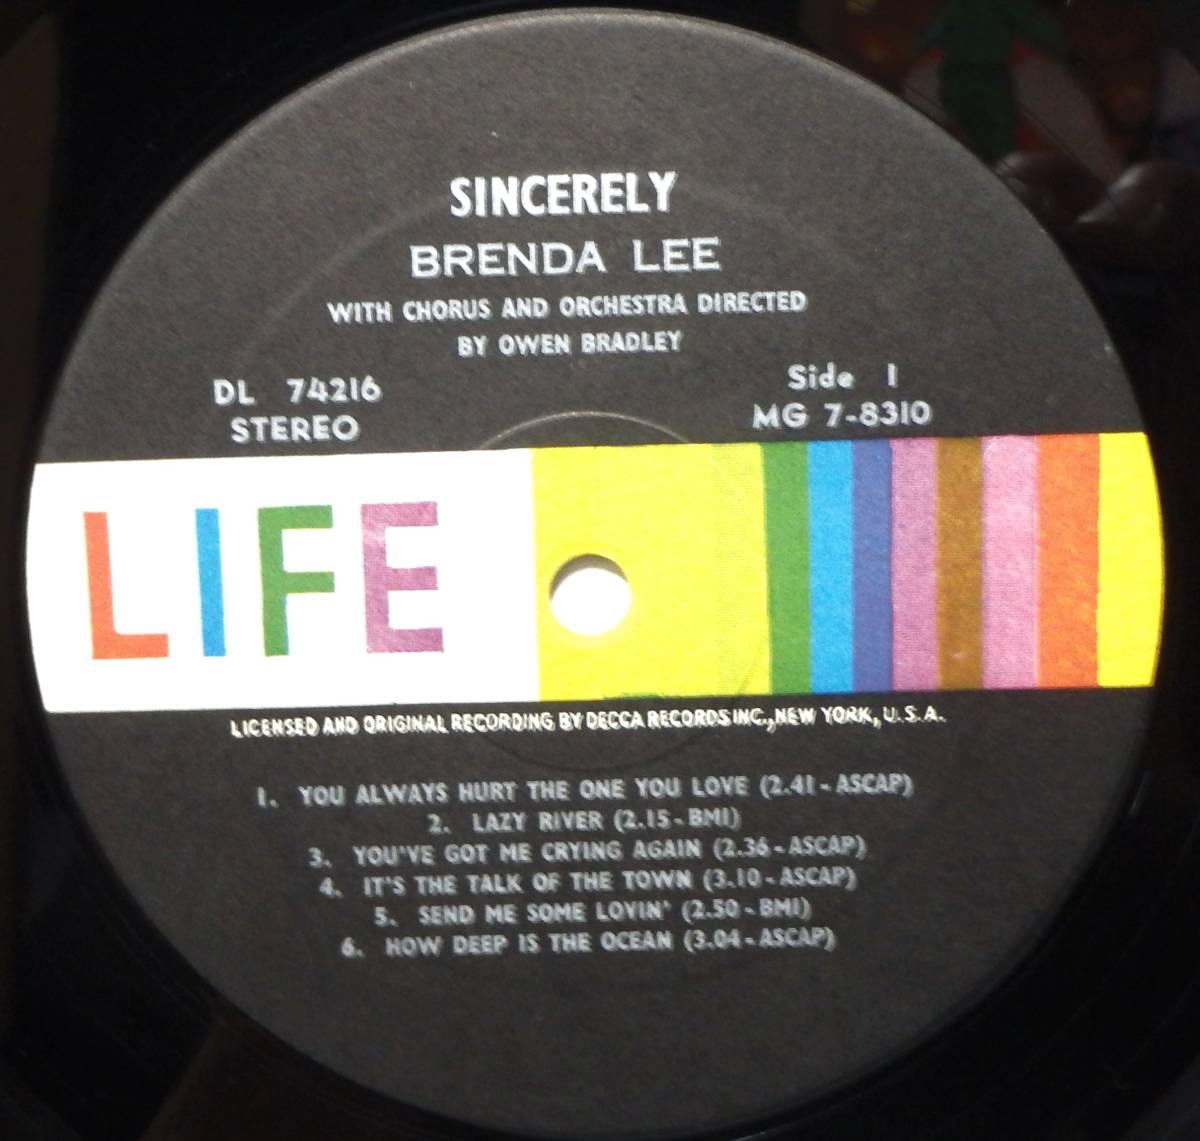 SINCERELY
BRENDA LEE
WITH CHORUS AND ORCHESTRA DIRECTED
BY OWEN BRADLEY
DL 74216
STEREO
Side 1
MG 7-8310
LIFE
LICENSED AND ORIGINAL RECORDING BY DECCA RECORDS INC., NEW YORK, U.S.A.
1. YOU ALWAYS HURT THE ONE YOU LOVE (2.41 - ASCAP)
2. LAZY RIVER (2.15 - BMI)
3. YOU'VE GOT ME CRYING AGAIN (2.36 - ASCAP)
4. IT'S THE TALK OF THE TOWN (3.10 - ASCAP)
5. SEND ME SOME LOVIN' (2.50 - BMI)
6. HOW DEEP IS THE OCEAN (3.04 - ASCAP)